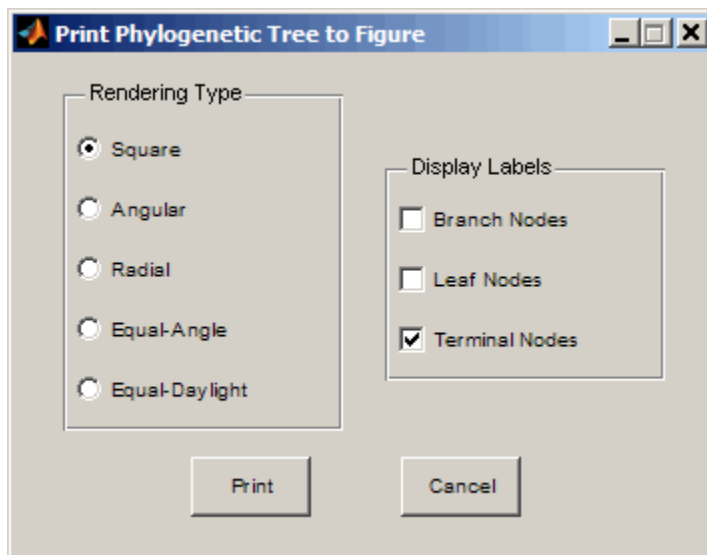 Print Phylogenetic Tree to Figure
Rendering Type
Square
Angular
Radial
Equal-Angle
Equal-Daylight
Display Labels
Branch Nodes
Leaf Nodes
Terminal Nodes
Print
Cancel